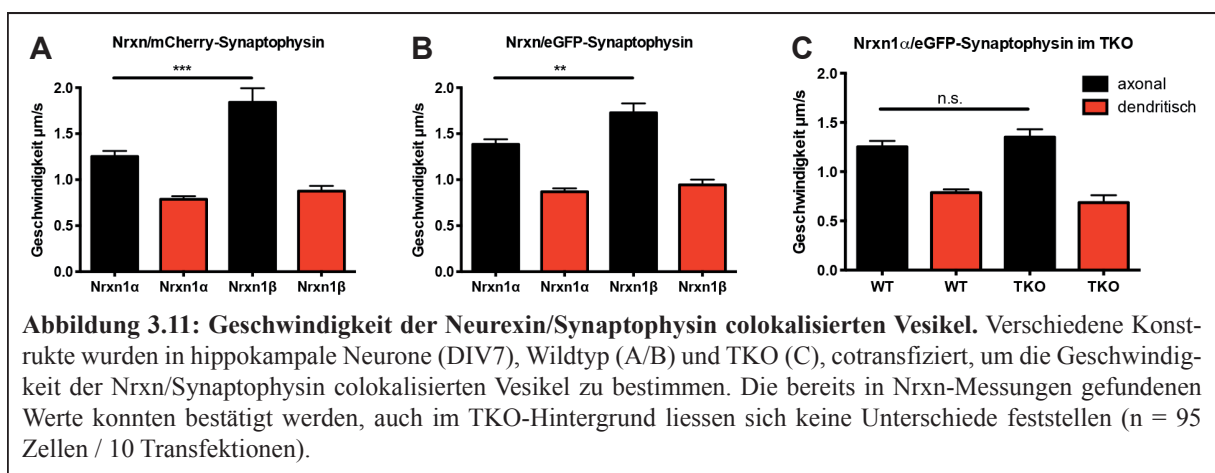 A
Nrxn/mCherry-Synaptophysin
***
Geschwindigkeit µm/s
2.0
1.5
1.0
0.5
0.0
Nrxn1α Nrxn1α Nrxn1β Nrxn1β
B
Nrxn/eGFP-Synaptophysin
**
Geschwindigkeit µm/s
2.0
1.5
1.0
0.5
0.0
Nrxn1α Nrxn1α Nrxn1β Nrxn1β
C
Nrxn1α/eGFP-Synaptophysin im TKO
axonal
dendritisch
n.s.
Geschwindigkeit µm/s
2.0
1.5
1.0
0.5
0.0
WT WT TKO TKO
Abbildung 3.11: Geschwindigkeit der Neurexin/Synaptophysin colokalisierten Vesikel. Verschiedene Konst-
rukte wurden in hippokampale Neurone (DIV7), Wildtyp (A/B) und TKO (C), cotransfiziert, um die Geschwindig-
keit der Nrxn/Synaptophysin colokalisierten Vesikel zu bestimmen. Die bereits in Nrxn-Messungen gefundenen
Werte konnten bestätigt werden, auch im TKO-Hintergrund liessen sich keine Unterschiede feststellen (n = 95
Zellen / 10 Transfektionen).